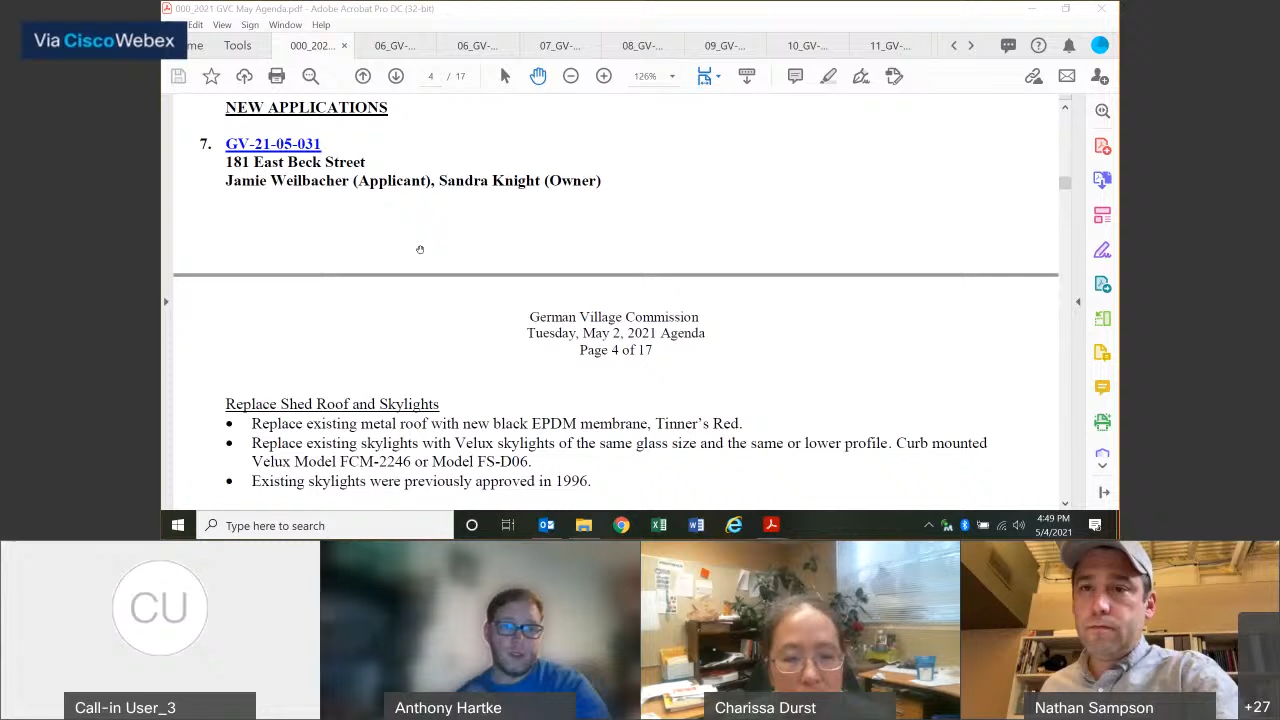 000_2021 GVC May Agenda.pdf - Adobe Acrobat Pro DC (32-bit)
Via CiscoWebex
Edit View Sign Window Help
me Tools 000_202... × 06_GV-... 06_GV-... 07_GV-... 08_GV-... 09_GV-... 10_GV-... 11_GV-...
4 / 17 126%
NEW APPLICATIONS
7. GV-21-05-031
181 East Beck Street
Jamie Weilbacher (Applicant), Sandra Knight (Owner)
German Village Commission
Tuesday, May 2, 2021 Agenda
Page 4 of 17
Replace Shed Roof and Skylights
• Replace existing metal roof with new black EPDM membrane, Tinner’s Red.
• Replace existing skylights with Velux skylights of the same glass size and the same or lower profile. Curb mounted
Velux Model FCM-2246 or Model FS-D06.
• Existing skylights were previously approved in 1996.
Type here to search
4:49 PM
5/4/2021
CU
Call-in User_3
Anthony Hartke
Charissa Durst
Nathan Sampson
+27